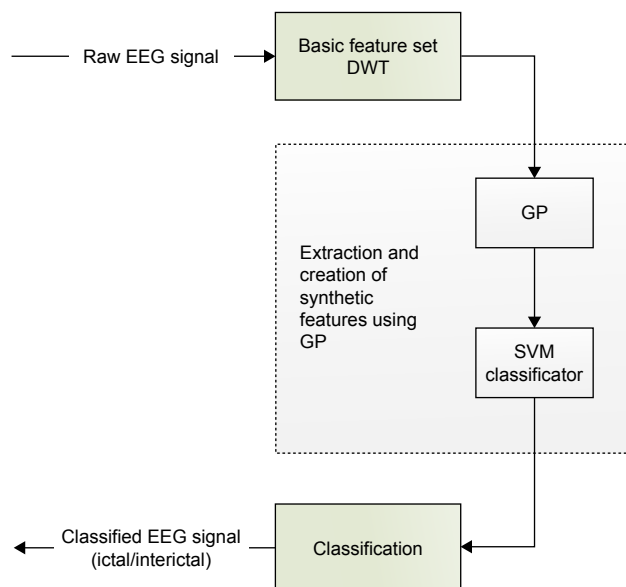 Raw EEG signal
Basic feature set
DWT
GP
Extraction and
creation of
synthetic
features using
GP
SVM
classificator
Classified EEG signal
(ictal/interictal)
Classification